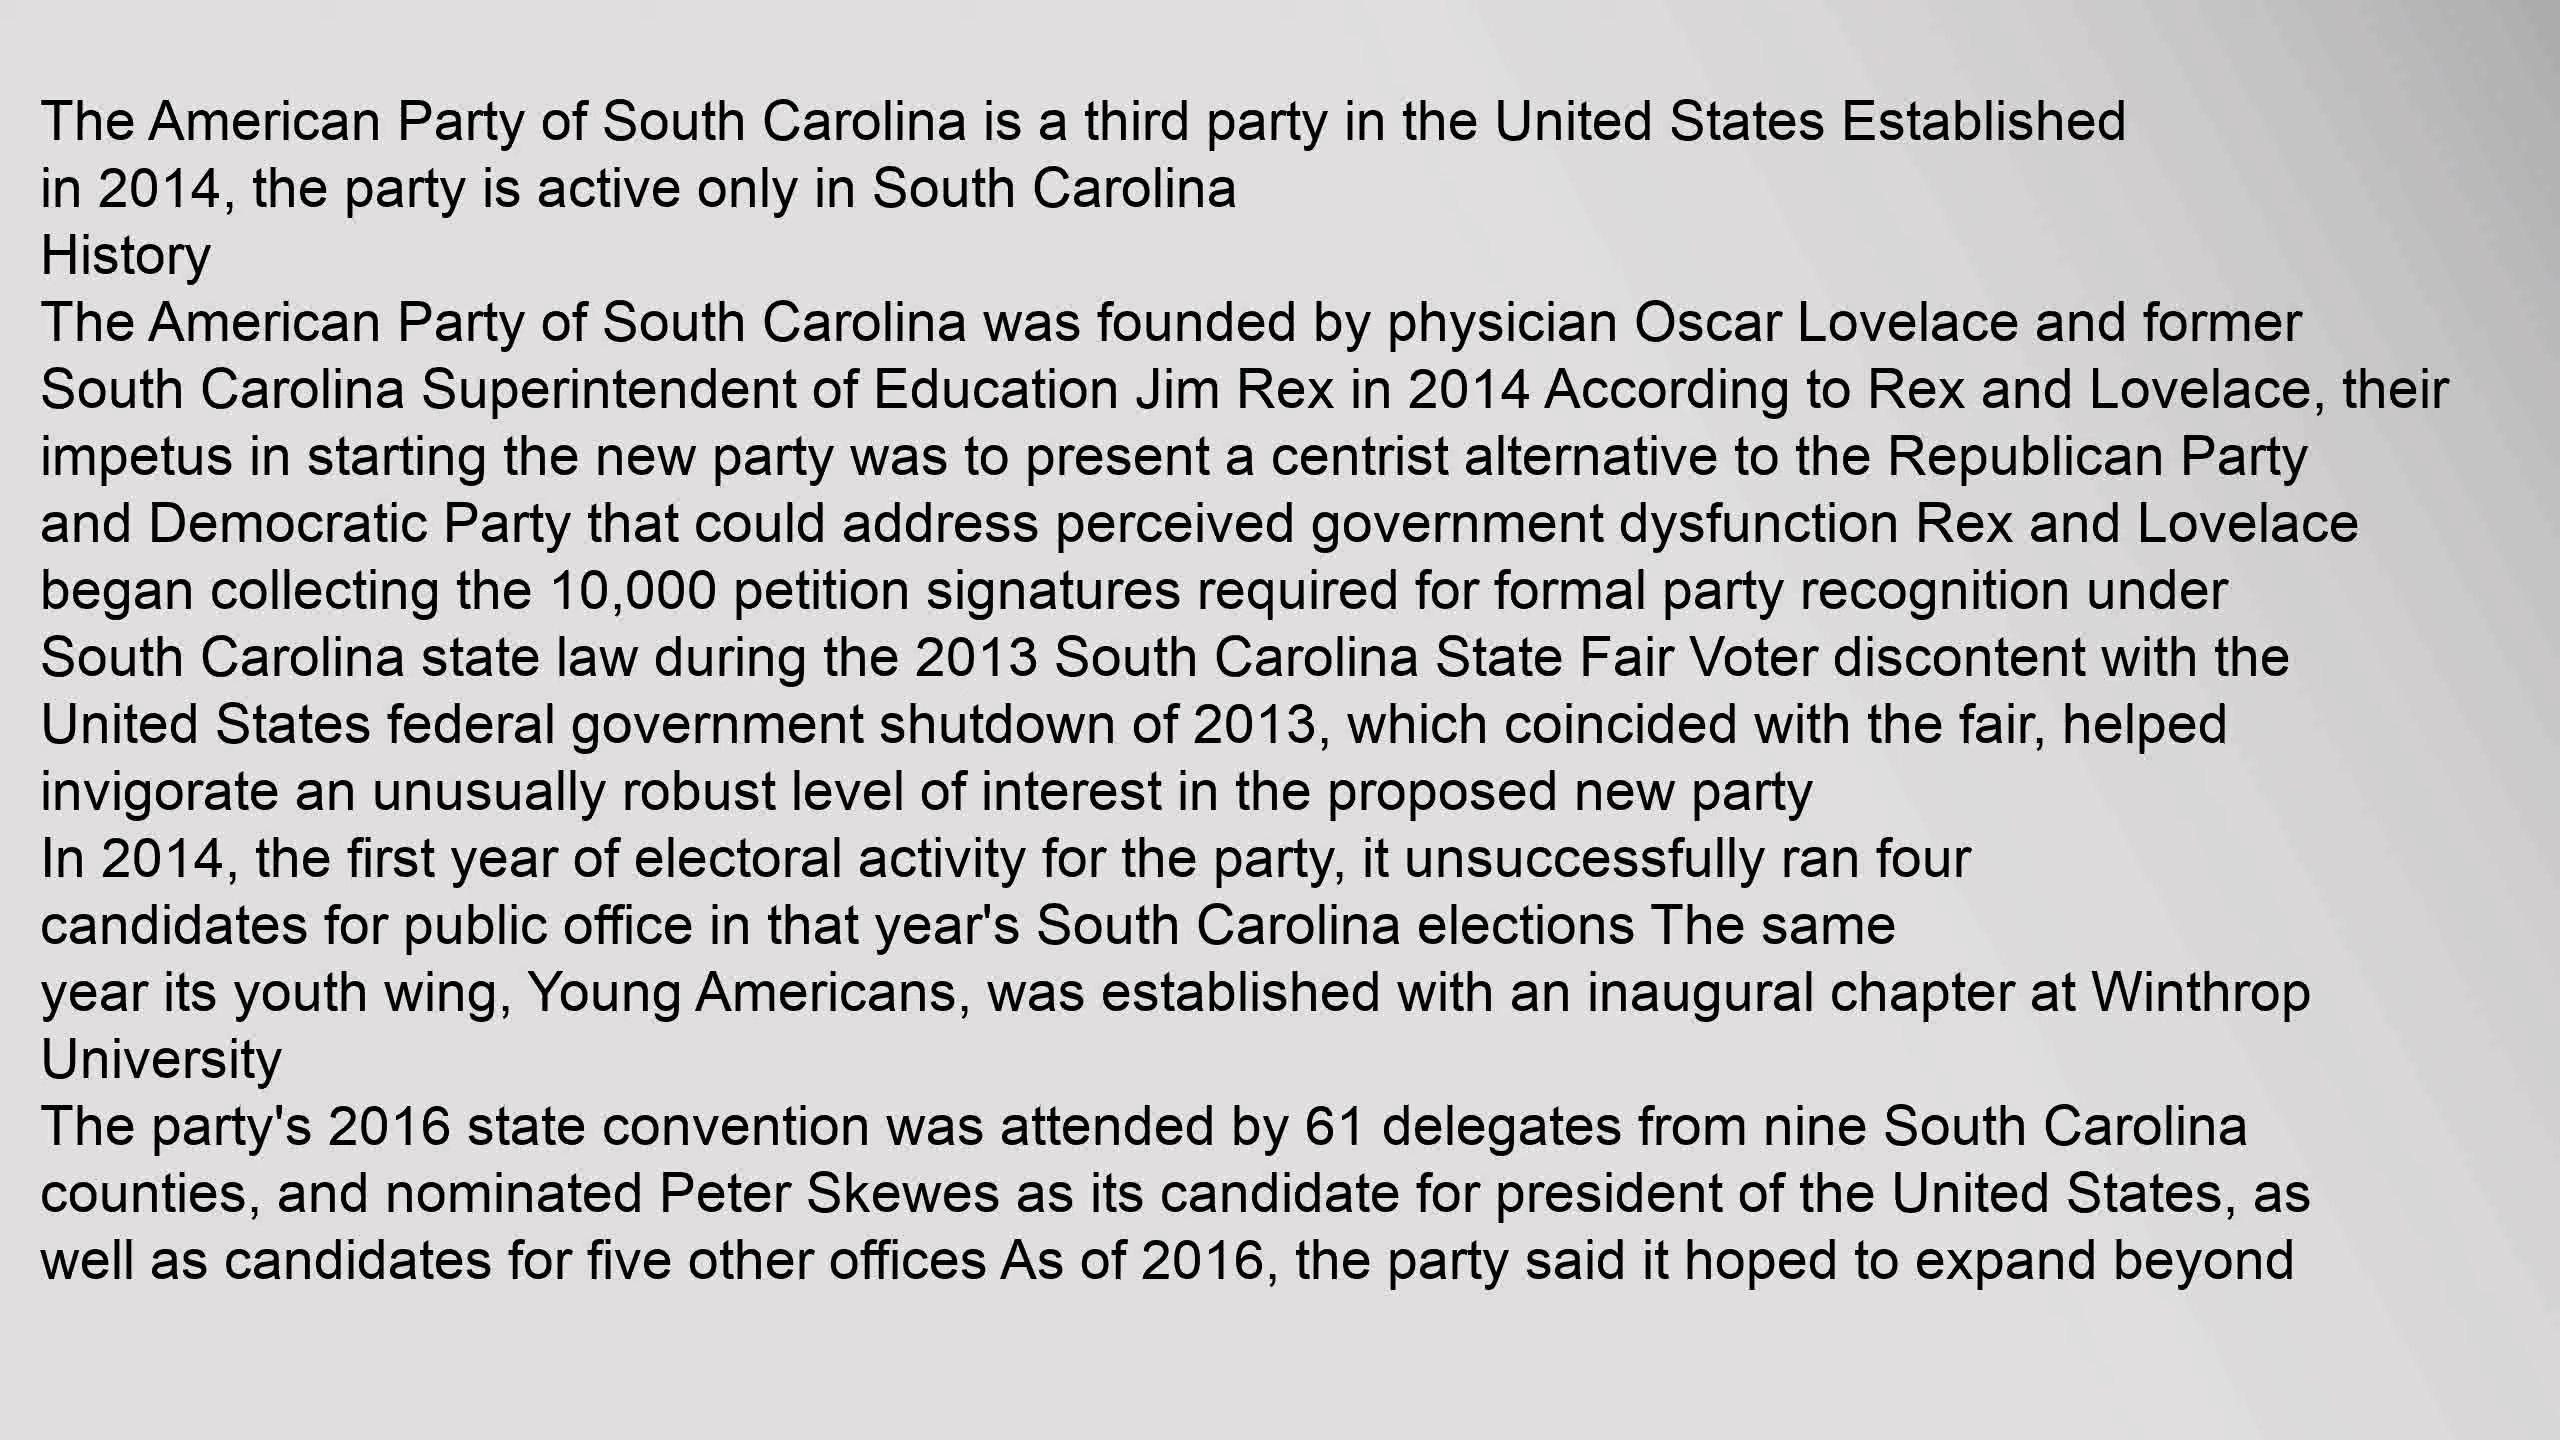 The American Party of South Carolina is a third party in the United States Established
in 2014, the party is active only in South Carolina
History
The American Party of South Carolina was founded by physician Oscar Lovelace and former
South Carolina Superintendent of Education Jim Rex in 2014 According to Rex and Lovelace, their
impetus in starting the new party was to present a centrist alternative to the Republican Party
and Democratic Party that could address perceived government dysfunction Rex and Lovelace
began collecting the 10,000 petition signatures required for formal party recognition under
South Carolina state law during the 2013 South Carolina State Fair Voter discontent with the
United States federal government shutdown of 2013, which coincided with the fair, helped
invigorate an unusually robust level of interest in the proposed new party
In 2014, the first year of electoral activity for the party, it unsuccessfully ran four
candidates for public office in that year's South Carolina elections The same
year its youth wing, Young Americans, was established with an inaugural chapter at Winthrop
University
The party's 2016 state convention was attended by 61 delegates from nine South Carolina
counties, and nominated Peter Skewes as its candidate for president of the United States, as
well as candidates for five other offices As of 2016, the party said it hoped to expand beyond